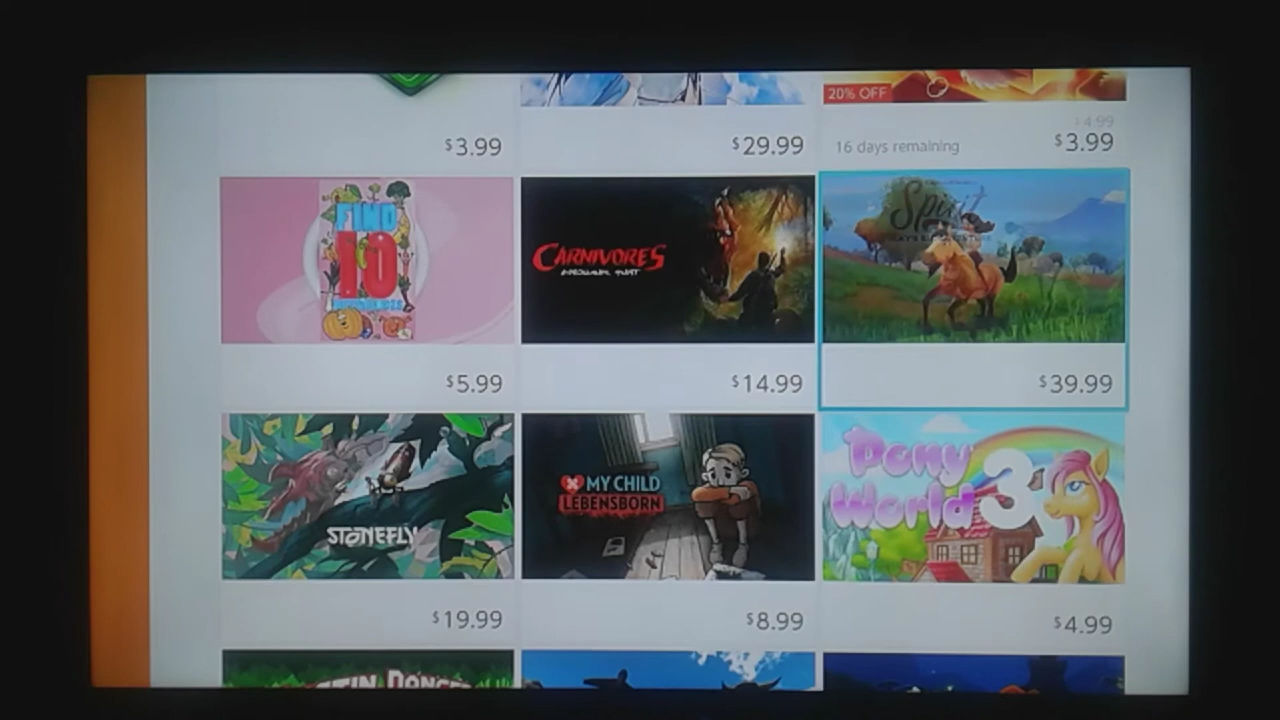 20% OFF
$4.99
$3.99
$29.99
16 days remaining
$3.99
FIND
10
CARNIVORES
Spirit
$5.99
$14.99
$39.99
STONEFLY
MY CHILD
LEBENSBORN
Pony
World 3
$19.99
$8.99
$4.99